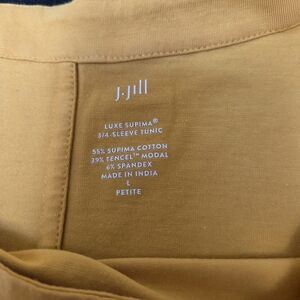 J.Jill
LUXE SUPIMA®
3/4-SLEEVE TUNIC
55% SUPIMA COTTON
39% TENCEL™ MODAL
6% SPANDEX
MADE IN INDIA
L
PETITE